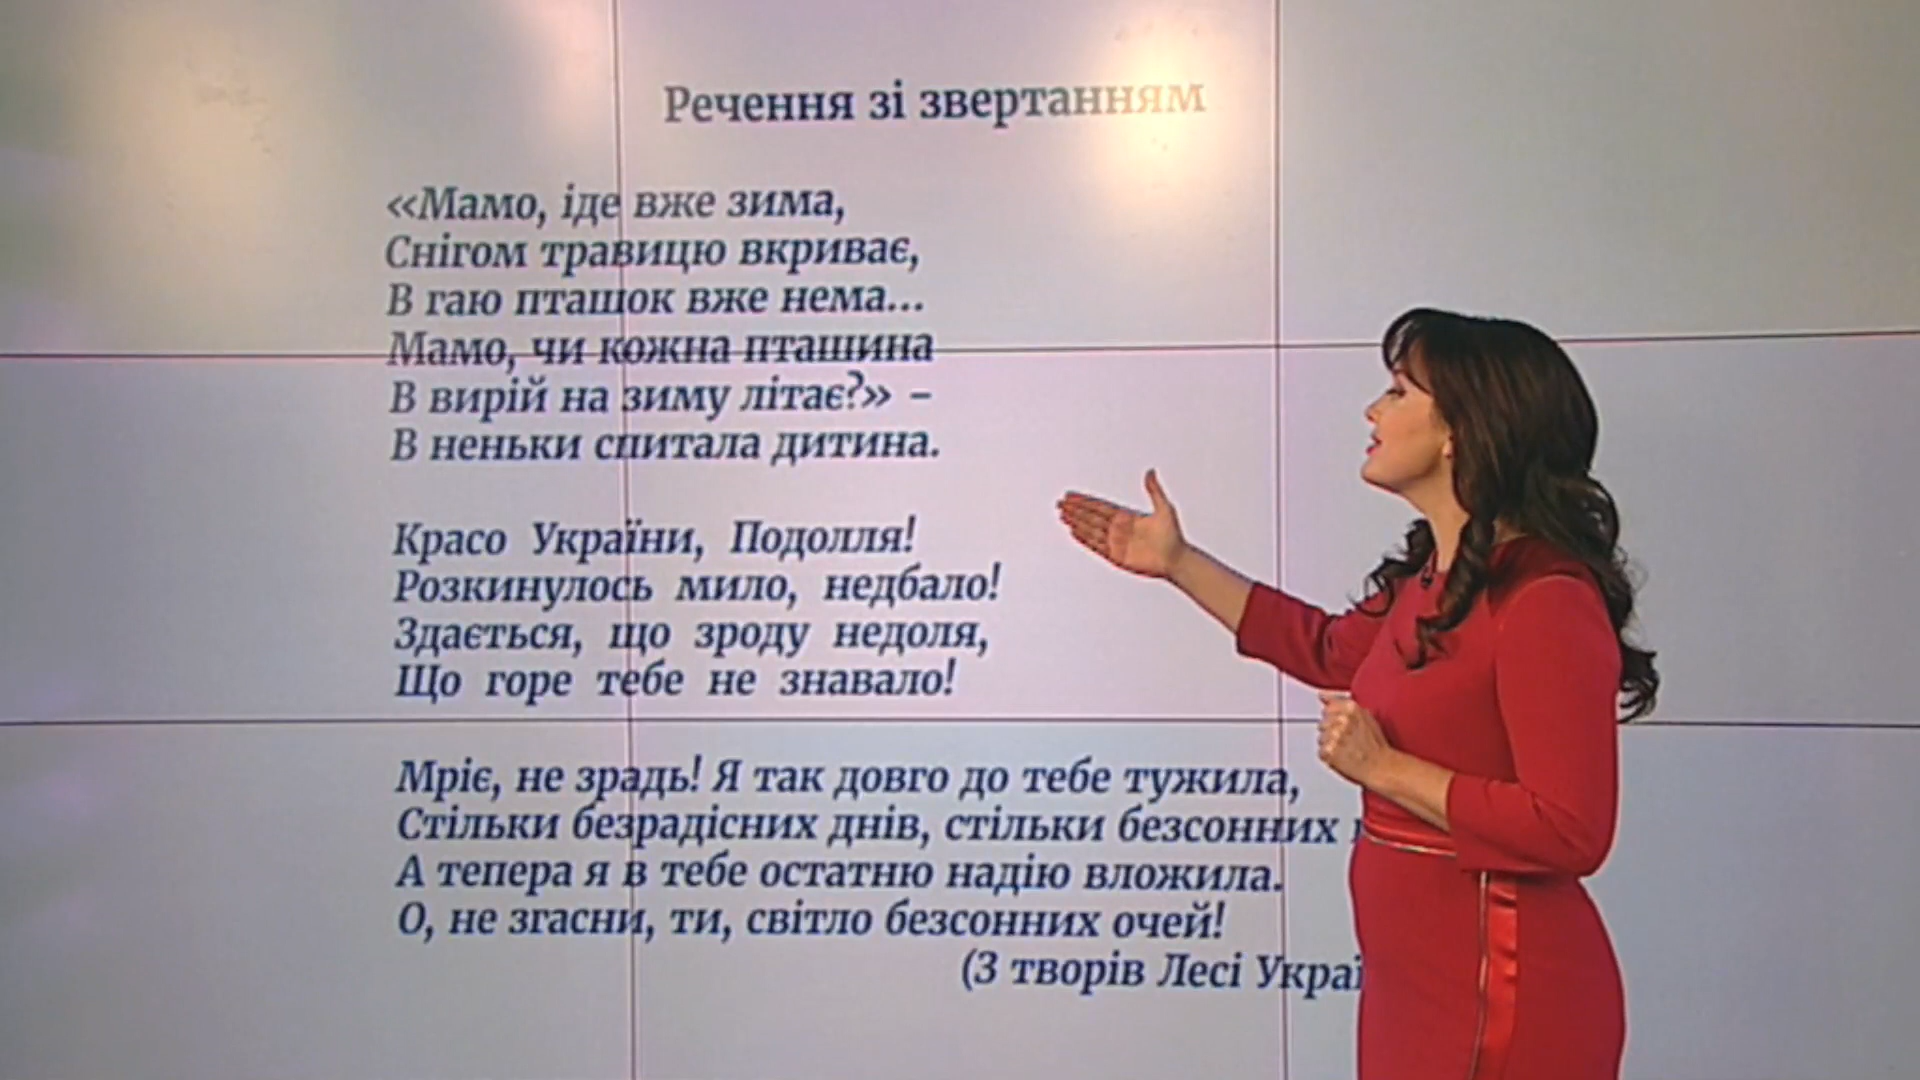 Речення зі звертанням
«Мамо, іде вже зима,
Снігом травицю вкриває,
В гаю пташок вже нема...
Мамо, чи кожна пташина
В вирій на зиму літає?» –
В неньки спитала дитина.
Красо України, Подолля!
Розкинулось мило, недбало!
Здається, що зроду недоля,
Що горе тебе не знавало!
Мріє, не зрадь! Я так довго до тебе тужила,
Стільки безрадісних днів, стільки безсонних
А тепера я в тебе остатню надію вложила.
О, не згасни, ти, світло безсонних очей!
(З творів Лесі